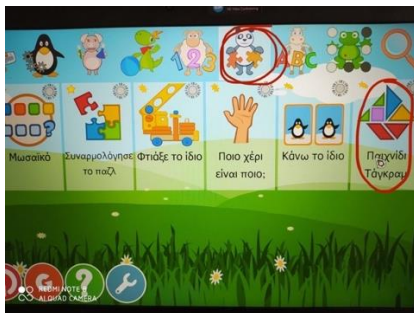 123
ABC
Μωσαϊκό
Συναρμολόγησε
το παζλ
Φτιάξε το ίδιο
Ποιο χέρι
είναι ποιο;
Κάνω το ίδιο
Παιχνίδι
Τάγκραμ
REDMI NOTE 9
AI QUAD CAMERA